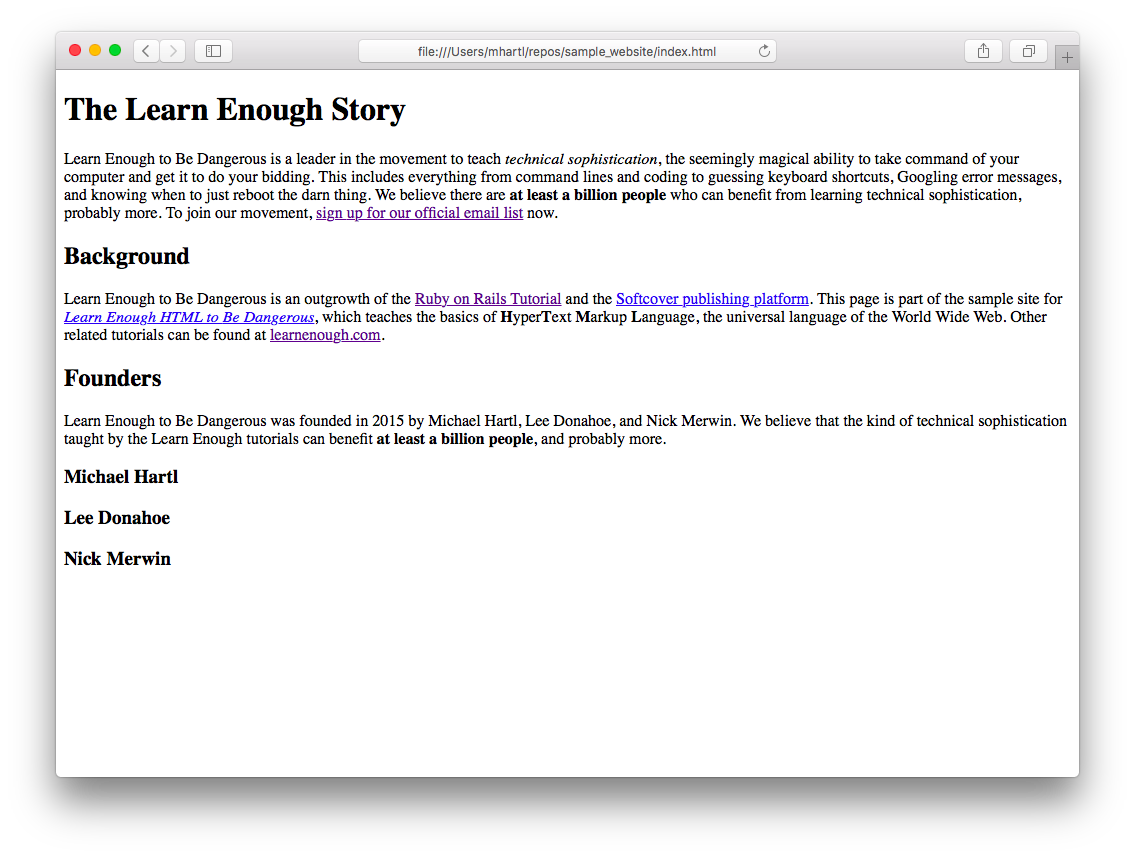 file:///Users/mhartl/repos/sample_website/index.html
The Learn Enough Story
Learn Enough to Be Dangerous is a leader in the movement to teach technical sophistication, the seemingly magical ability to take command of your
computer and get it to do your bidding. This includes everything from command lines and coding to guessing keyboard shortcuts, Googling error messages,
and knowing when to just reboot the darn thing. We believe there are at least a billion people who can benefit from learning technical sophistication,
probably more. To join our movement, sign up for our official email list now.
Background
Learn Enough to Be Dangerous is an outgrowth of the Ruby on Rails Tutorial and the Softcover publishing platform. This page is part of the sample site for
Learn Enough HTML to Be Dangerous, which teaches the basics of HyperText Markup Language, the universal language of the World Wide Web. Other
related tutorials can be found at learnenough.com.
Founders
Learn Enough to Be Dangerous was founded in 2015 by Michael Hartl, Lee Donahoe, and Nick Merwin. We believe that the kind of technical sophistication
taught by the Learn Enough tutorials can benefit at least a billion people, and probably more.
Michael Hartl
Lee Donahoe
Nick Merwin